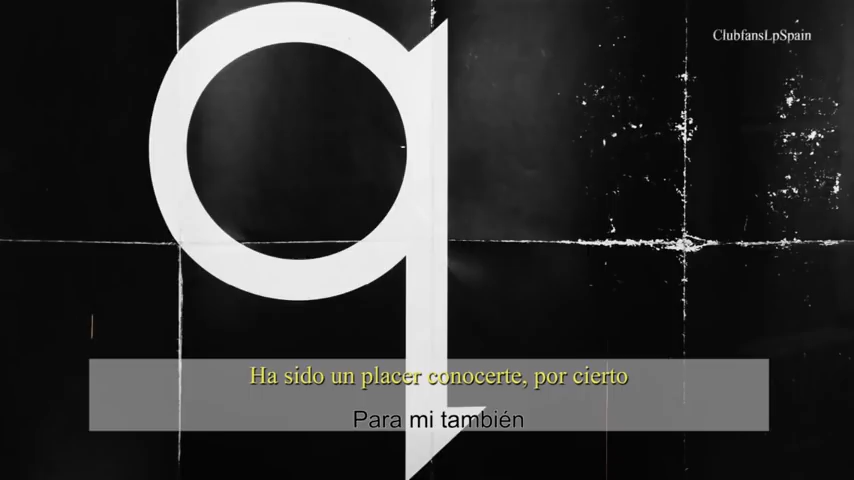 q
ClubfansLpSpain
Ha sido un placer conocerte, por cierto
Para mi también